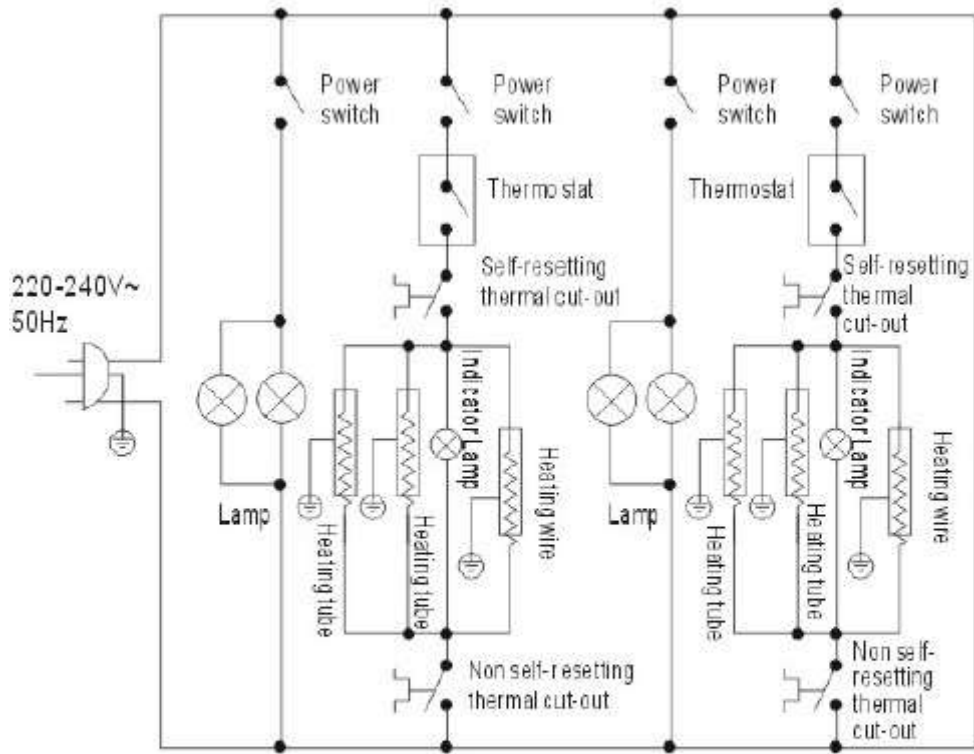 Power
switch
Power
switch
Power
switch
Power
switch
Thermostat
Thermostat
Self-resetting
thermal cut-out
Self-resetting
thermal
cut-out
220-240V~
50Hz
Indicator Lamp
Indicator Lamp
Lamp
Heating tube
Heating tube
Heating wire
Lamp
Heating tube
Heating tube
Heating wire
Non self-resetting
thermal cut-out
Non self-
resetting
thermal
cut-out